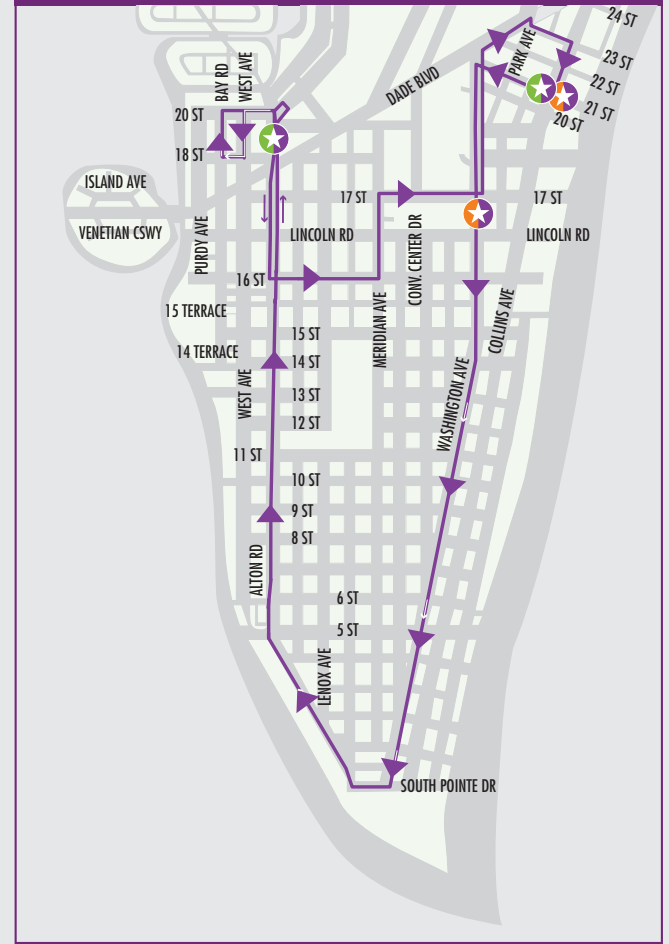 24 ST
PARK AVE
23 ST
22 ST
21 ST
20 ST
BAY RD
WEST AVE
DADE BLVD
20 ST
18 ST
ISLAND AVE
17 ST
17 ST
VENETIAN CSWY
PURDY AVE
LINCOLN RD
CONV. CENTER DR
LINCOLN RD
16 ST
15 TERRACE
MERIDIAN AVE
COLLINS AVE
15 ST
14 TERRACE
14 ST
WEST AVE
13 ST
WASHINGTON AVE
12 ST
11 ST
10 ST
9 ST
8 ST
ALTON RD
6 ST
5 ST
LENOX AVE
SOUTH POINTE DR